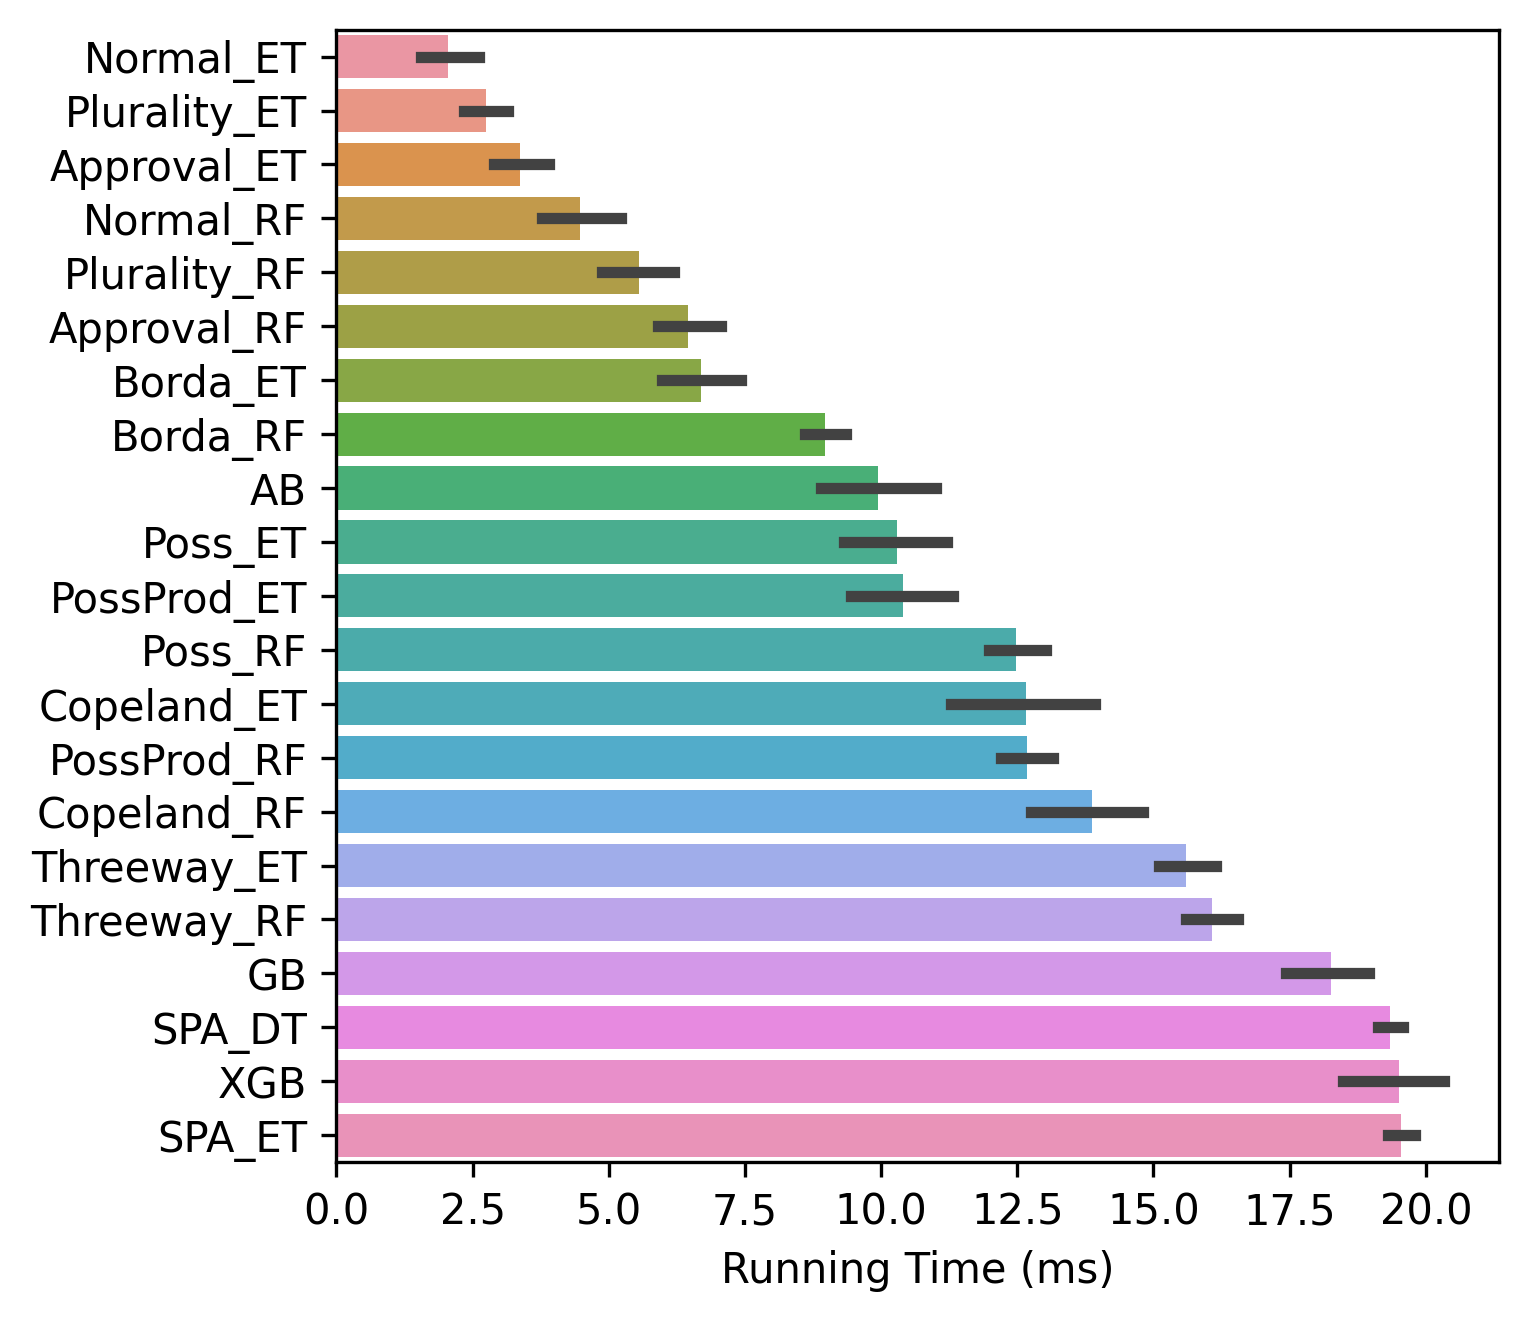 Normal_ET
Plurality_ET
Approval_ET
Normal_RF
Plurality_RF
Approval_RF
Borda_ET
Borda_RF
AB
Poss_ET
PossProd_ET
Poss_RF
Copeland_ET
PossProd_RF
Copeland_RF
Threeway_ET
Threeway_RF
GB
SPA_DT
XGB
SPA_ET
0.0 2.5 5.0 7.5 10.0 12.5 15.0 17.5 20.0
Running Time (ms)